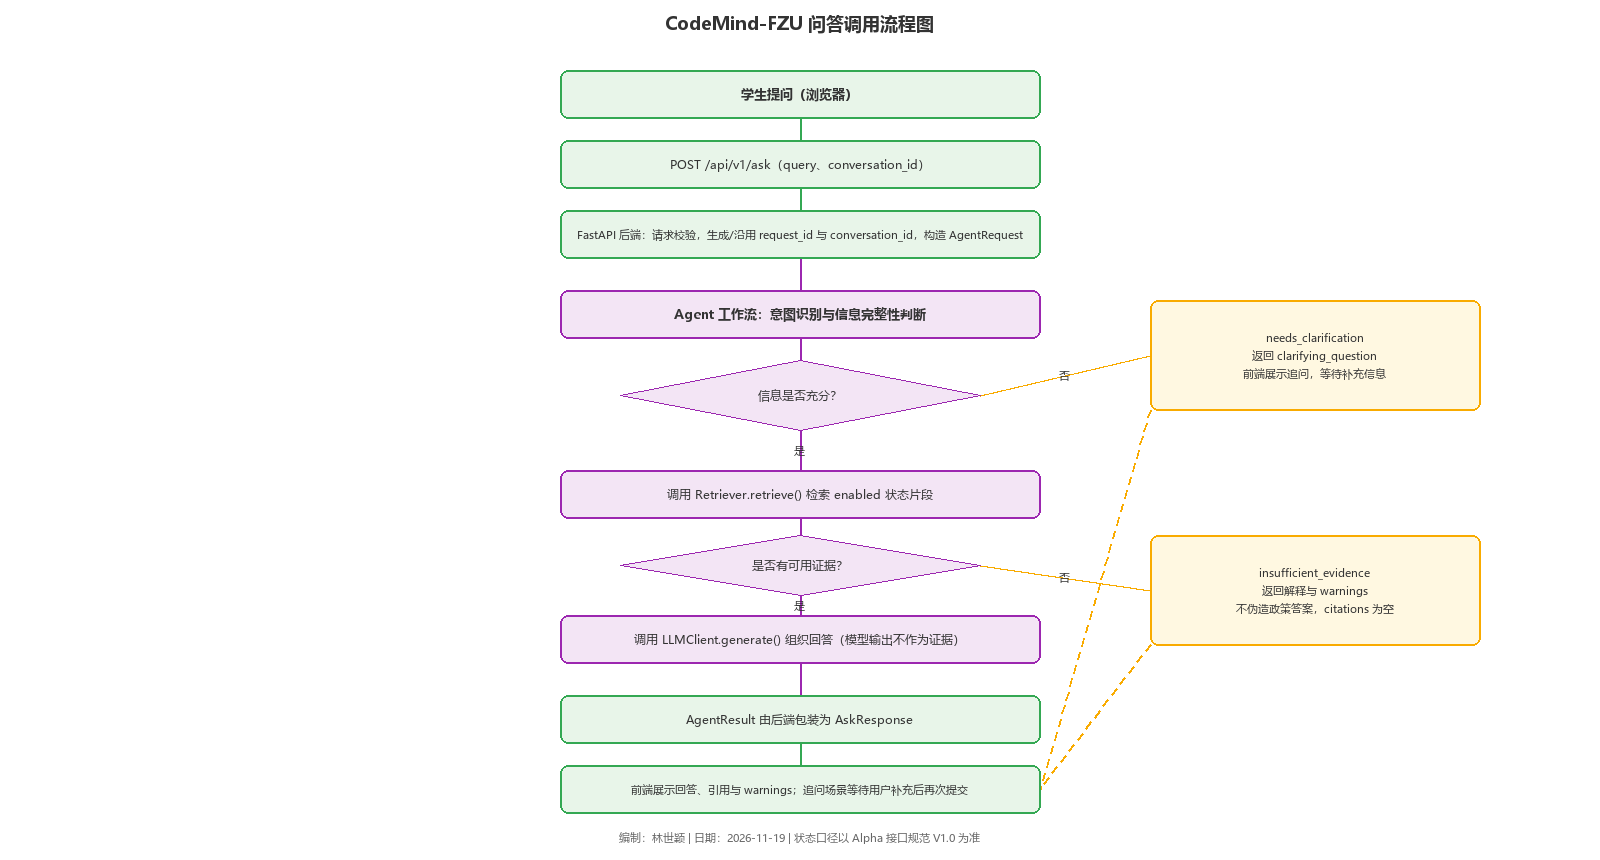 CodeMind-FZU 问答调用流程图
学生提问（浏览器）
POST /api/v1/ask（query、conversation_id）
FastAPI 后端：请求校验，生成/沿用 request_id 与 conversation_id，构造 AgentRequest
Agent 工作流：意图识别与信息完整性判断
信息是否充分？
否
needs_clarification
返回 clarifying_question
前端展示追问，等待补充信息
是
调用 Retriever.retrieve() 检索 enabled 状态片段
是否有可用证据？
否
insufficient_evidence
返回解释与 warnings
不伪造政策答案，citations 为空
是
调用 LLMClient.generate() 组织回答（模型输出不作为证据）
AgentResult 由后端包装为 AskResponse
前端展示回答、引用与 warnings；追问场景等待用户补充后再次提交
编制：林世颖 | 日期：2026-11-19 | 状态口径以 Alpha 接口规范 V1.0 为准